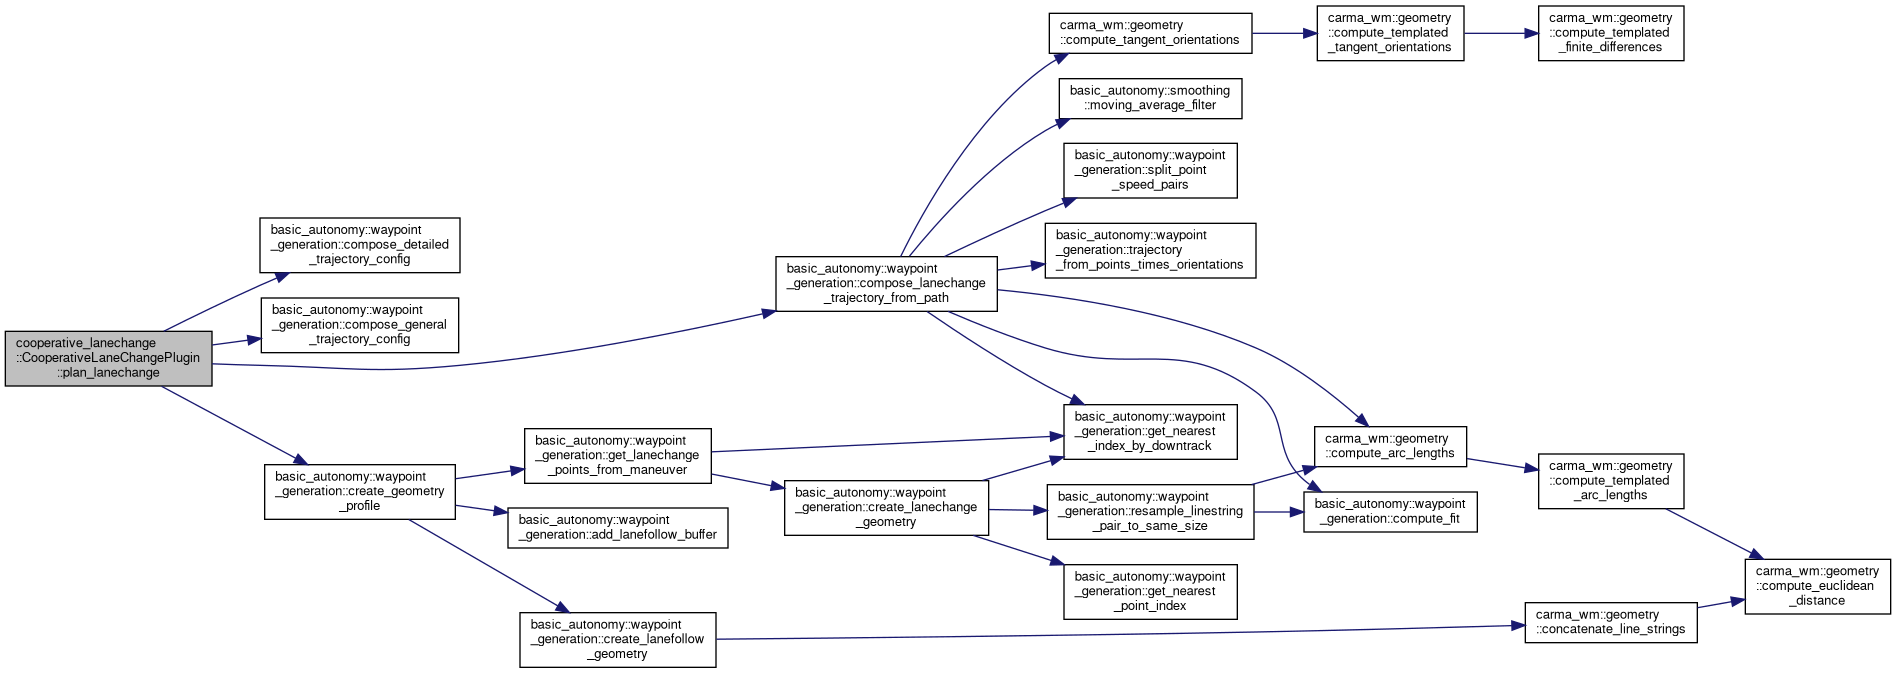 cooperative_lanechange
::CooperativeLaneChangePlugin
::plan_lanechange
basic_autonomy::waypoint
_generation::compose_detailed
_trajectory_config
basic_autonomy::waypoint
_generation::compose_general
_trajectory_config
basic_autonomy::waypoint
_generation::create_geometry
_profile
basic_autonomy::waypoint
_generation::get_lanechange
_points_from_maneuver
basic_autonomy::waypoint
_generation::add_lanefollow_buffer
basic_autonomy::waypoint
_generation::create_lanefollow
_geometry
basic_autonomy::waypoint
_generation::compose_lanechange
_trajectory_from_path
basic_autonomy::waypoint
_generation::create_lanechange
_geometry
carma_wm::geometry
::compute_tangent_orientations
basic_autonomy::smoothing
::moving_average_filter
basic_autonomy::waypoint
_generation::split_point
_speed_pairs
basic_autonomy::waypoint
_generation::trajectory
_from_points_times_orientations
basic_autonomy::waypoint
_generation::get_nearest
_index_by_downtrack
basic_autonomy::waypoint
_generation::resample_linestring
_pair_to_same_size
basic_autonomy::waypoint
_generation::get_nearest
_point_index
carma_wm::geometry
::compute_templated
_tangent_orientations
carma_wm::geometry
::compute_arc_lengths
basic_autonomy::waypoint
_generation::compute_fit
carma_wm::geometry
::compute_templated
_finite_differences
carma_wm::geometry
::compute_templated
_arc_lengths
carma_wm::geometry
::concatenate_line_strings
carma_wm::geometry
::compute_euclidean
_distance